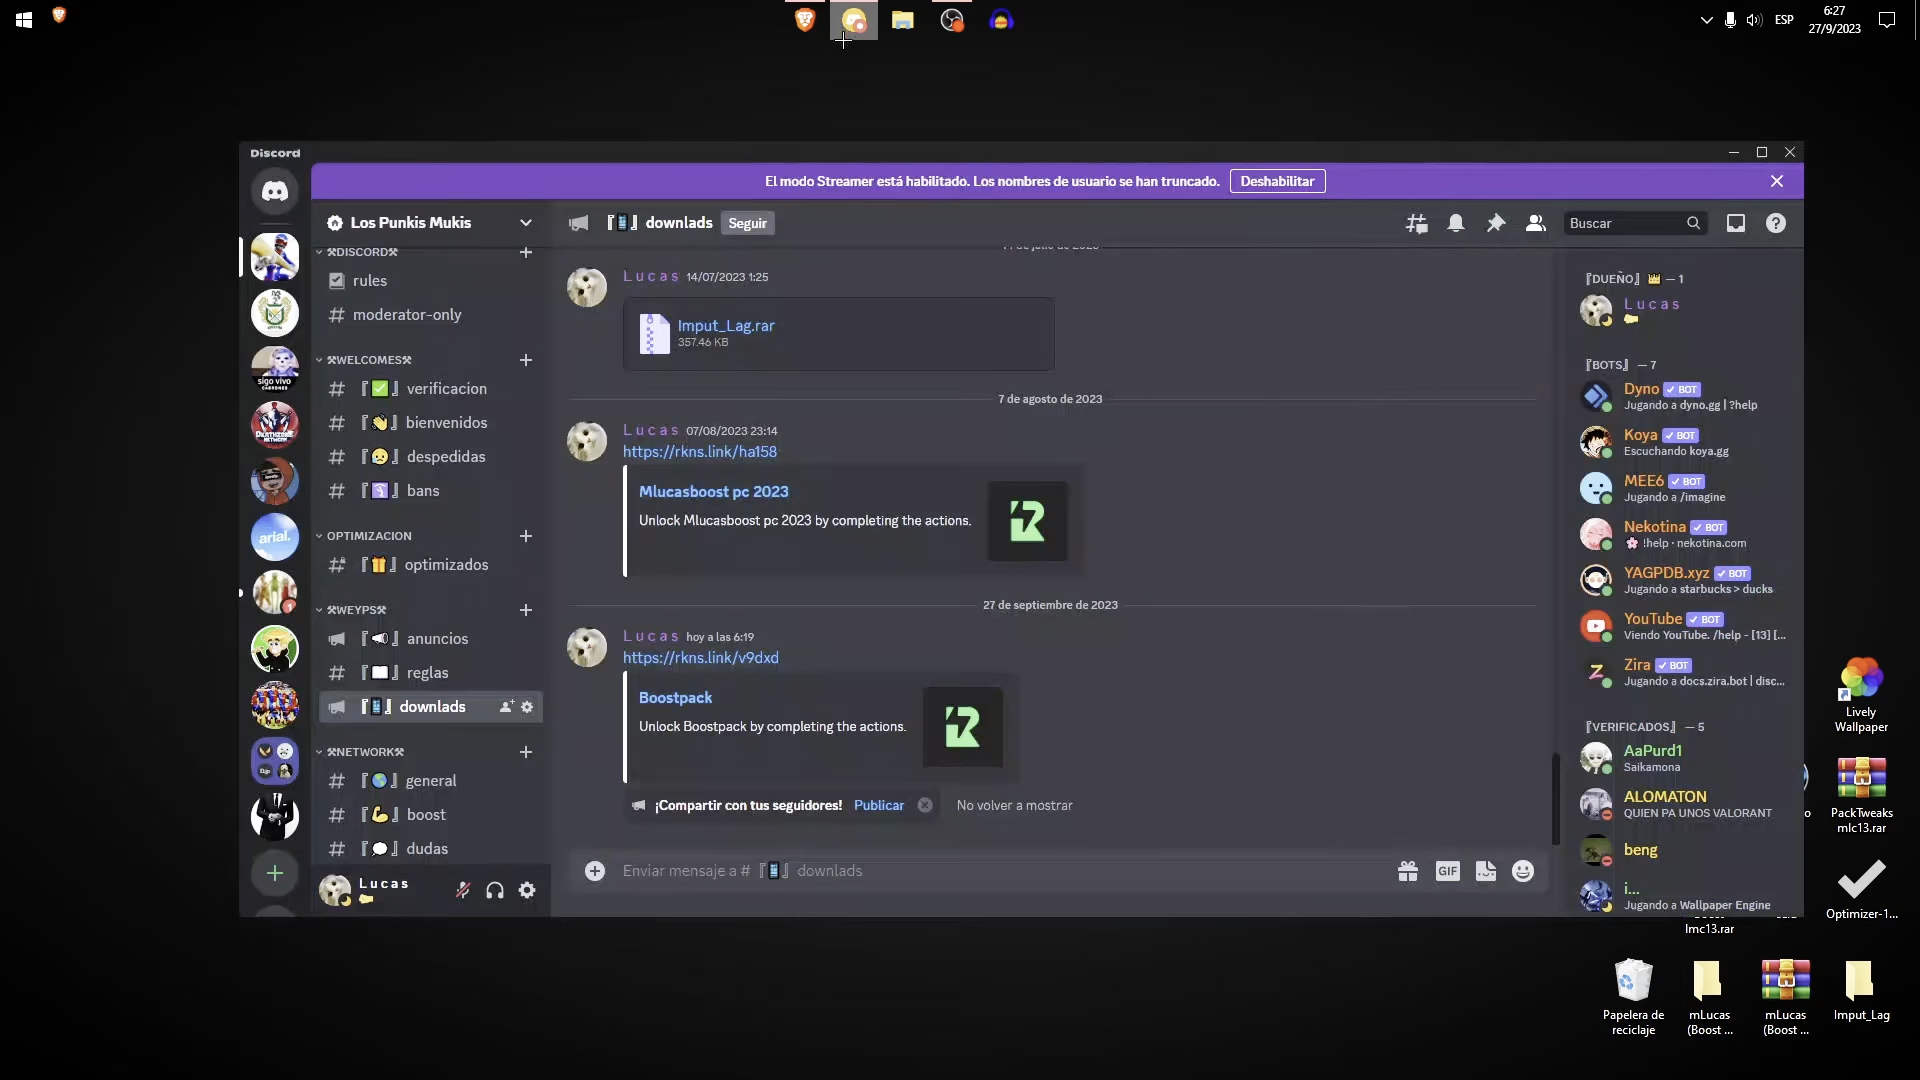 ESP
6:27
27/9/2023
Discord
El modo Streamer está habilitado. Los nombres de usuario se han truncado.
Deshabilitar
Los Punkis Mukis
⚒DISCORD⚒
rules
moderator-only
⚒WELCOMES⚒
『✅』verificacion
『👋』bienvenidos
『😥』despedidas
bans
OPTIMIZACION
『🎁』optimizados
⚒WEYPS⚒
『📢』anuncios
『📖』reglas
『📱』downlads
⚒NETWORK⚒
『🌎』general
『💪』boost
『💬』dudas
Lucas
sigo vivo
CABRONES
arial.
1
『📱』downlads
Seguir
Buscar
Lucas 14/07/2023 1:25
Imput_Lag.rar
357.46 KB
7 de agosto de 2023
Lucas 07/08/2023 23:14
https://rkns.link/ha158
Mlucasboost pc 2023
Unlock Mlucasboost pc 2023 by completing the actions.
27 de septiembre de 2023
Lucas hoy a las 6:19
https://rkns.link/v9dxd
Boostpack
Unlock Boostpack by completing the actions.
¡Compartir con tus seguidores! Publicar
No volver a mostrar
Enviar mensaje a # 『📱』downlads
GIF
『DUEÑO』👑 — 1
Lucas
『BOTS』 — 7
Dyno ✓ BOT
Jugando a dyno.gg | ?help
Koya ✓ BOT
Escuchando koya.gg
MEE6 ✓ BOT
Jugando a /imagine
Nekotina ✓ BOT
🌸 !help · nekotina.com
YAGPDB.xyz ✓ BOT
Jugando a starbucks > ducks
YouTube ✓ BOT
Viendo YouTube. /help - [13] [...
Zira ✓ BOT
Jugando a docs.zira.bot | disc...
『VERIFICADOS』 — 5
AaPurd1
Saikamona
ALOMATON
QUIEN PA UNOS VALORANT
beng
i...
Jugando a Wallpaper Engine
Lively
Wallpaper
PackTweaks
mlc13.rar
Optimizer-1...
lmc13.rar
Papelera de
reciclaje
mLucas
(Boost ...
mLucas
(Boost ...
Imput_Lag